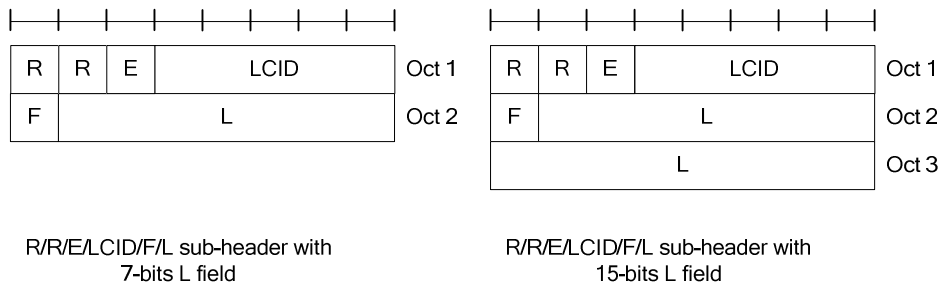 R R E LCID Oct 1
F L Oct 2
R/R/E/LCID/F/L sub-header with
7-bits L field
R R E LCID Oct 1
F L Oct 2
L Oct 3
R/R/E/LCID/F/L sub-header with
15-bits L field